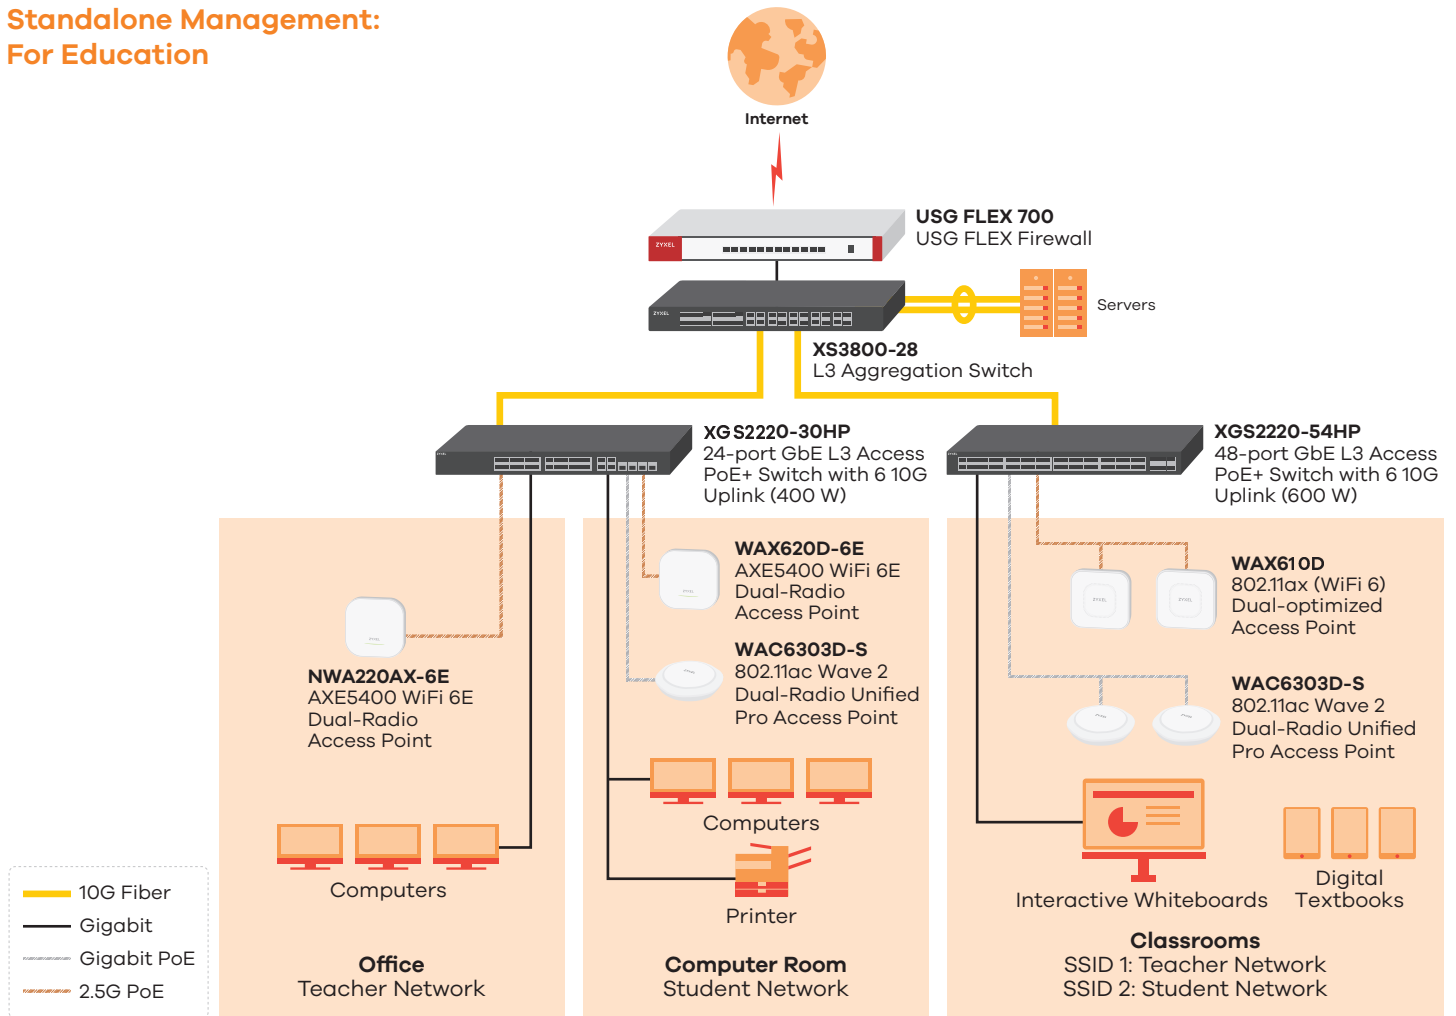 Standalone Management:
For Education
Internet
USG FLEX 700
USG FLEX Firewall
ZYXEL
ZYXEL
Servers
XS3800-28
L3 Aggregation Switch
XGS2220-30HP
24-port GbE L3 Access
PoE+ Switch with 6 10G
Uplink (400 W)
XGS2220-54HP
48-port GbE L3 Access
PoE+ Switch with 6 10G
Uplink (600 W)
NWA220AX-6E
AXE5400 WiFi 6E
Dual-Radio
Access Point
Computers
Office
Teacher Network
WAX620D-6E
AXE5400 WiFi 6E
Dual-Radio
Access Point
WAC6303D-S
802.11ac Wave 2
Dual-Radio Unified
Pro Access Point
Computers
Printer
Computer Room
Student Network
ZYXEL
ZYXEL
WAX610D
802.11ax (WiFi 6)
Dual-optimized
Access Point
WAC6303D-S
802.11ac Wave 2
Dual-Radio Unified
Pro Access Point
Interactive Whiteboards
Digital
Textbooks
Classrooms
SSID 1: Teacher Network
SSID 2: Student Network
10G Fiber
Gigabit
Gigabit PoE
2.5G PoE